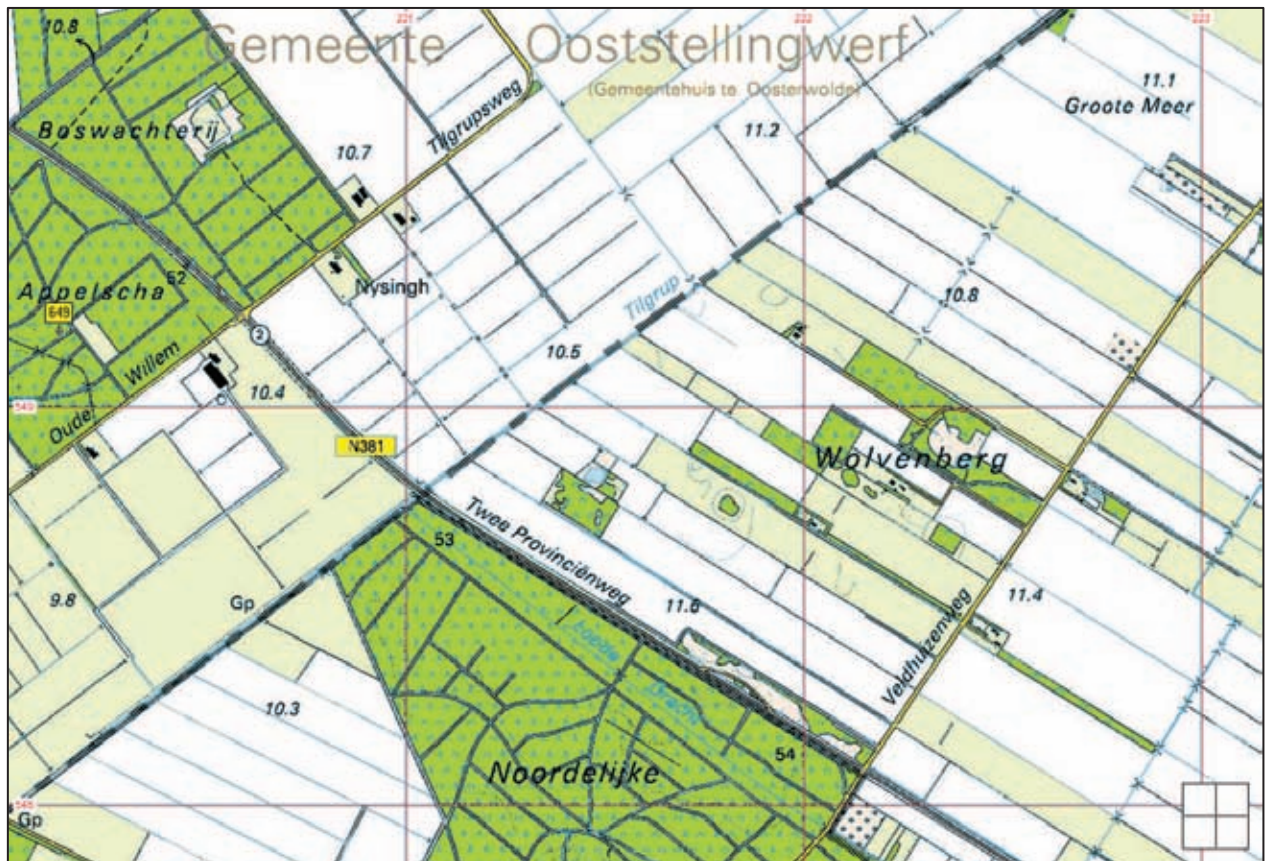 221
222
223
10.8
Gemeente Ooststellingwerf
(Gemeentehuis te Oosterwolde)
11.1
Groote Meer
Tilgrupsweg
Boswachterij
10.7
11.2
52
Appelscha
649
Nysingh
Tilgrup
10.8
2
10.5
Oude Willem
10.4
549
N381
Wolvenberg
53
Twee Provinciënweg
9.8
Gp
11.6
11.4
Veldhuizenweg
Gracht
10.3
54
Noordelijke
Gp